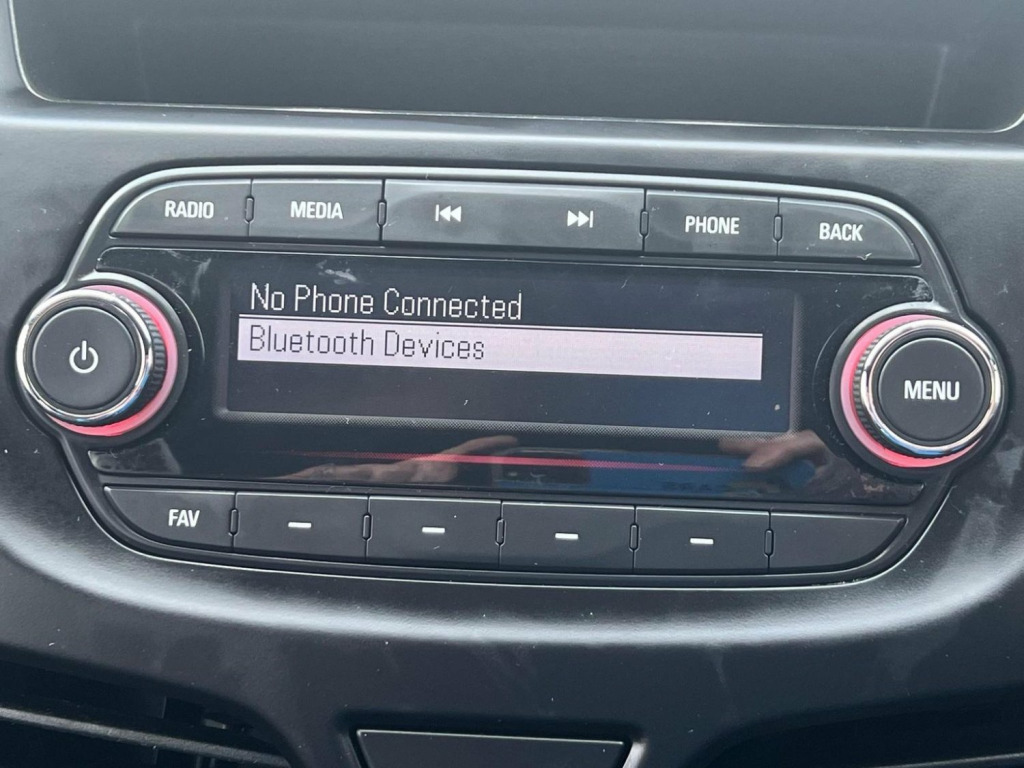 RADIO MEDIA PHONE BACK
No Phone Connected
Bluetooth Devices
MENU
FAV